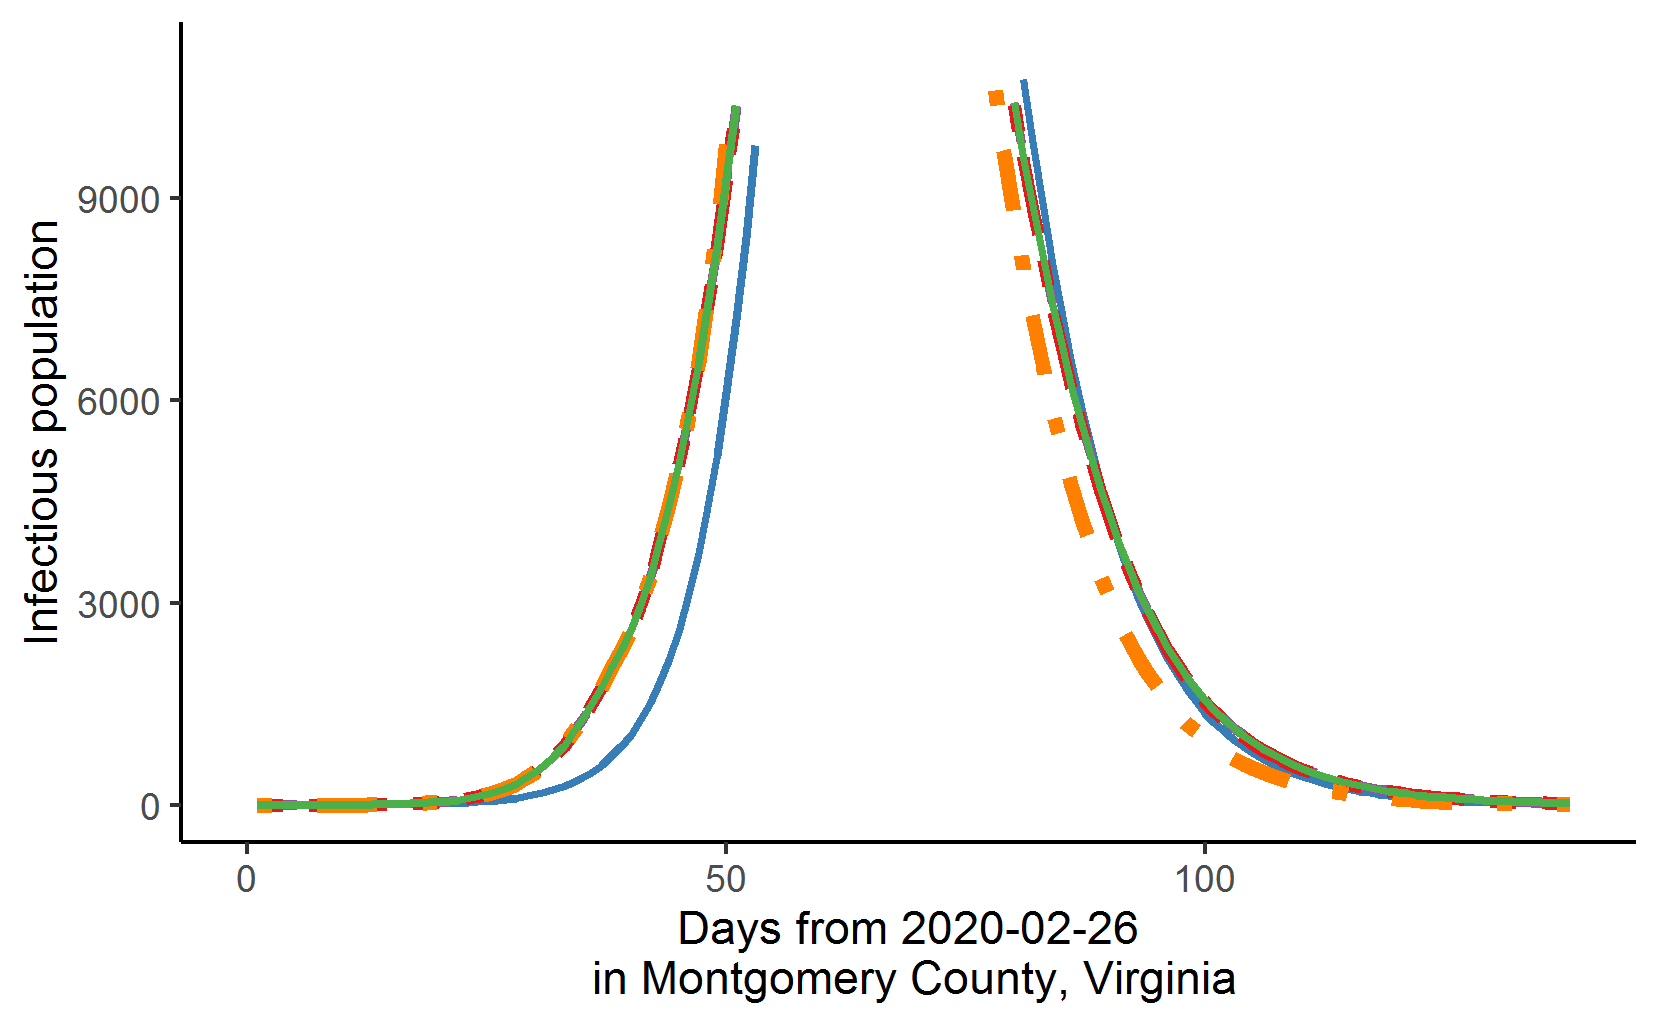 Infectious population
9000
6000
3000
0
0 50 100
Days from 2020-02-26
in Montgomery County, Virginia